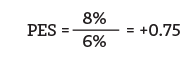 PES = 8% / 6% = +0.75